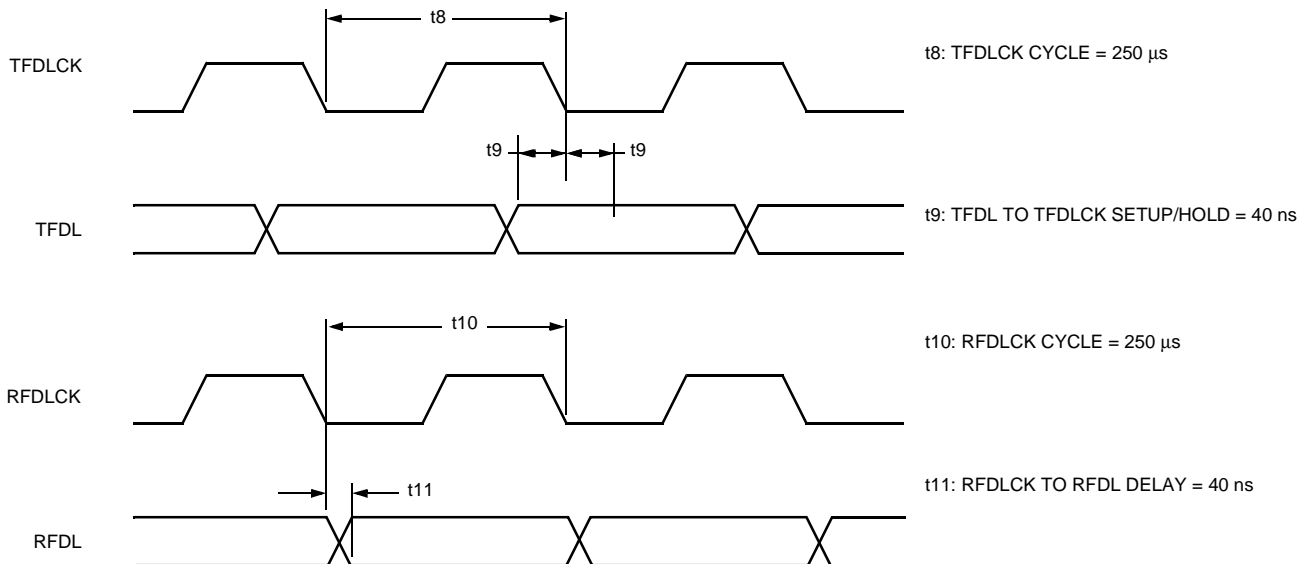 t8
TFDLCK
t8: TFDLCK CYCLE = 250 μs
t9
t9
TFDL
t9: TFDL TO TFDLCK SETUP/HOLD = 40 ns
t10
t10: RFDLCK CYCLE = 250 μs
RFDLCK
t11
t11: RFDLCK TO RFDL DELAY = 40 ns
RFDL